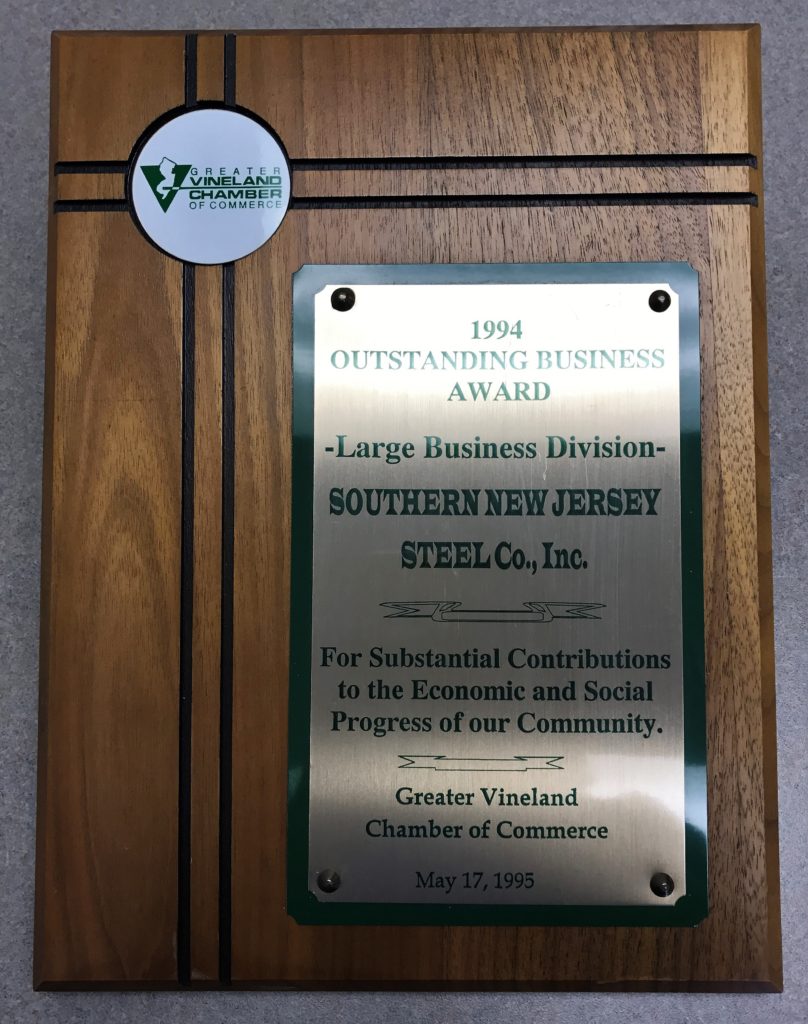 GREATER
VINELAND
CHAMBER
OF COMMERCE
1994
OUTSTANDING BUSINESS
AWARD
-Large Business Division-
SOUTHERN NEW JERSEY
STEEL Co., Inc.
For Substantial Contributions
to the Economic and Social
Progress of our Community.
Greater Vineland
Chamber of Commerce
May 17, 1995